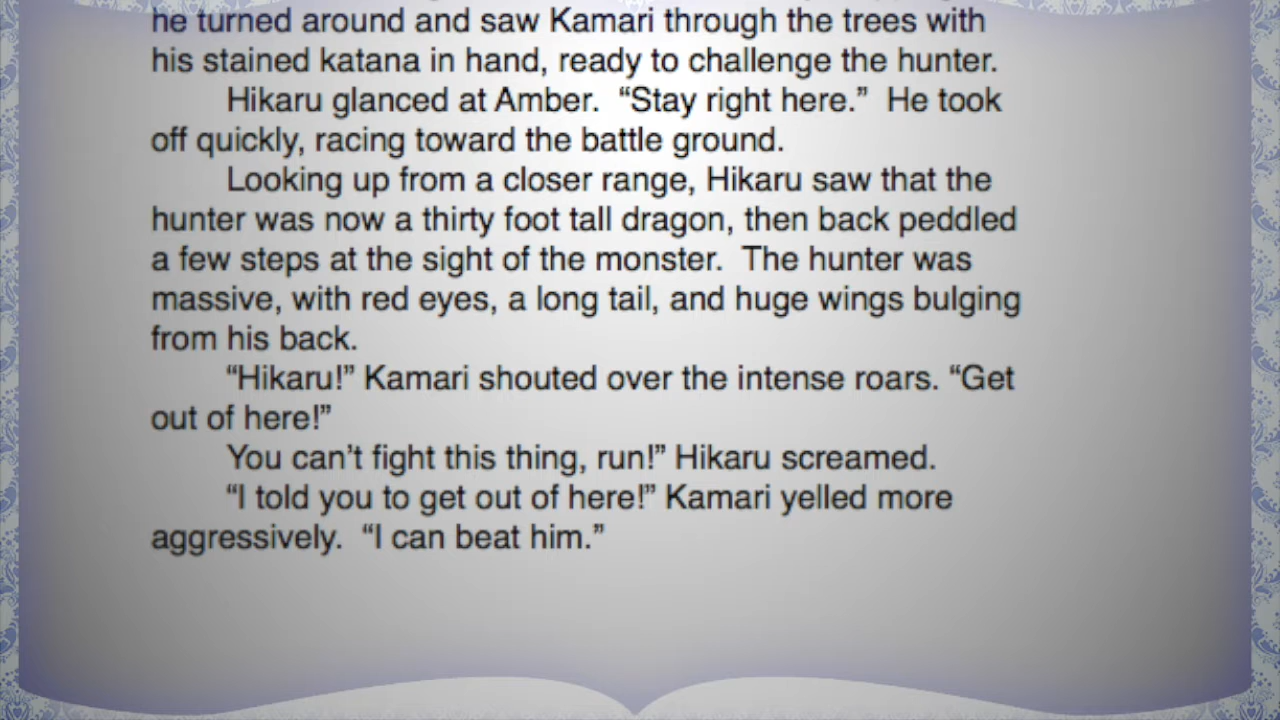 he turned around and saw Kamari through the trees with
his stained katana in hand, ready to challenge the hunter.
Hikaru glanced at Amber.  “Stay right here.”  He took
off quickly, racing toward the battle ground.
Looking up from a closer range, Hikaru saw that the
hunter was now a thirty foot tall dragon, then back peddled
a few steps at the sight of the monster.  The hunter was
massive, with red eyes, a long tail, and huge wings bulging
from his back.
“Hikaru!” Kamari shouted over the intense roars. “Get
out of here!”
You can’t fight this thing, run!” Hikaru screamed.
“I told you to get out of here!” Kamari yelled more
aggressively.  “I can beat him.”